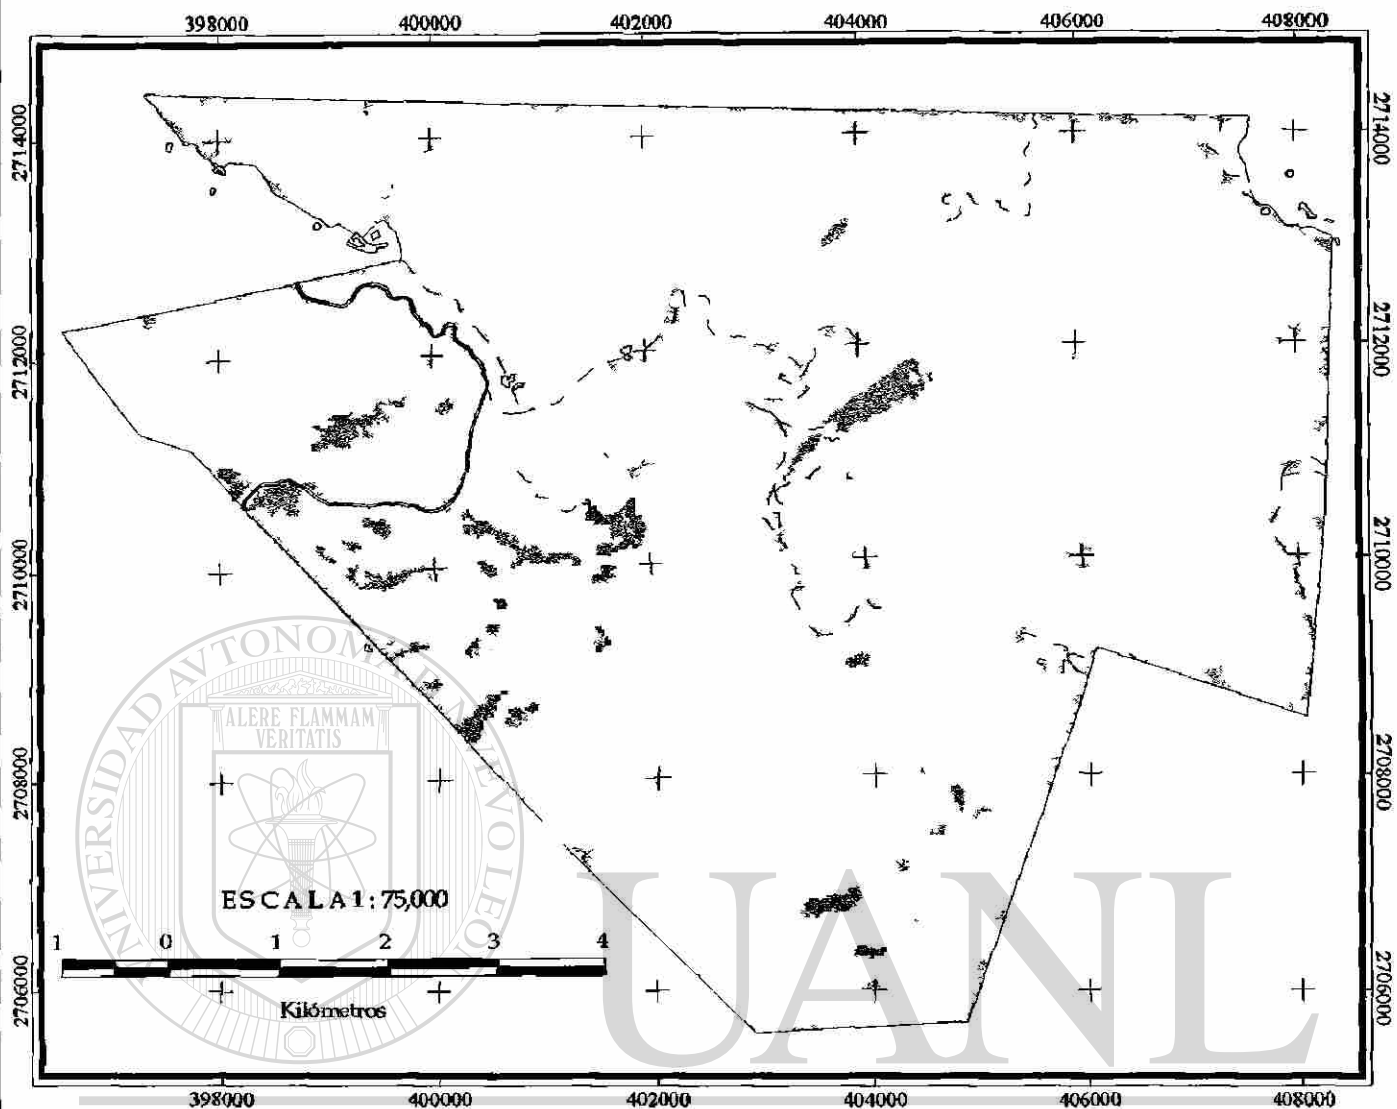 398000 400000 402000 404000 406000 408000
2714000 2714000
2712000 2712000
2710000 2710000
UNIVERSIDAD AVTONOMA DE NUEVO LEON
ALERE FLAMMAM
VERITATIS
2708000 2708000
ESCALA 1: 75,000
1 0 1 2 3 4
Kilómetros
UANL
2706000 2706000
398000 400000 402000 404000 406000 408000